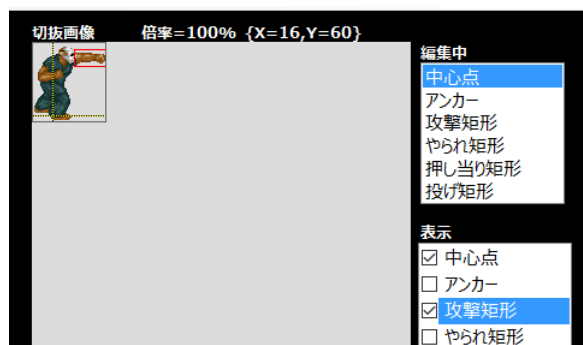 切抜画像 倍率=100% {X=16,Y=60}
編集中
中心点
アンカー
攻撃矩形
やられ矩形
押し当り矩形
投げ矩形
表示
中心点
アンカー
攻撃矩形
やられ矩形